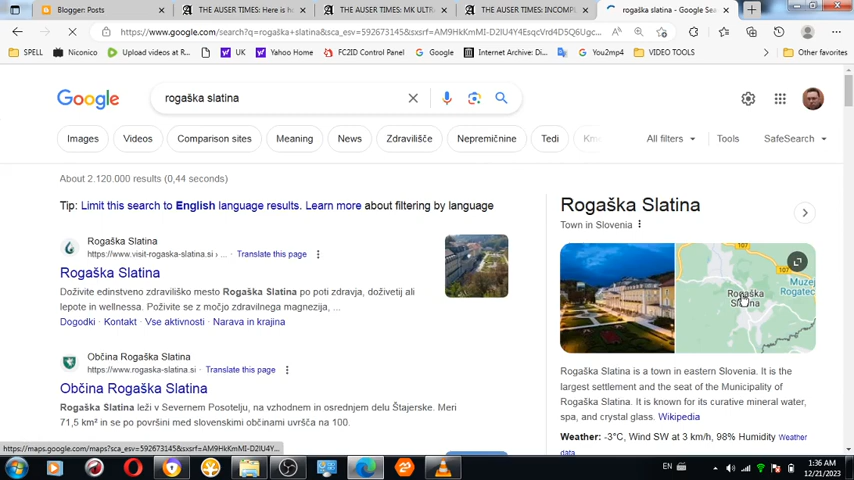 Blogger: Posts
THE AUSER TIMES: Here is ho
THE AUSER TIMES: MK ULTR
THE AUSER TIMES: INCOMPL
rogaška slatina - Google Sea
https://www.google.com/search?q=rogaška+slatina&sca_esv=592673145&sxsrf=AM9HkKmMI-D2IU4Y4EsqcVrd4D5Q6Ugc...
SPELL
Niconico
Upload videos at R...
UK
Yahoo Home
FC2ID Control Panel
Google
Internet Archive: Di...
You2mp4
VIDEO TOOLS
Other favorites
Google
rogaška slatina
Images
Videos
Comparison sites
Meaning
News
Zdravilišče
Nepremičnine
Tedi
Km
All filters
Tools
SafeSearch
About 2.120.000 results (0,44 seconds)
Tip: Limit this search to English language results. Learn more about filtering by language
Rogaška Slatina
https://www.visit-rogaska-slatina.si › ... Translate this page
Rogaška Slatina
Doživite edinstveno zdraviliško mesto Rogaška Slatina po poti zdravja, doživetij ali
lepote in wellnessa. Poživite se z močjo zdravilnega magnezija, ...
Dogodki · Kontakt · Vse aktivnosti · Narava in krajina
Občina Rogaška Slatina
https://www.rogaska-slatina.si Translate this page
Občina Rogaška Slatina
Rogaška Slatina leži v Severnem Posotelju, na vzhodnem in osrednjem delu Štajerske. Meri
71,5 km² in se po površini med slovenskimi občinami uvršča na 100.
Rogaška Slatina
Town in Slovenia
107
107
Muzej
Rogatec
Rogaška
Slatina
Rogaška Slatina is a town in eastern Slovenia. It is the
largest settlement and the seat of the Municipality of
Rogaška Slatina. It is known for its curative mineral water,
spa, and crystal glass. Wikipedia
Weather: -3°C, Wind SW at 3 km/h, 98% Humidity Weather
data
https://maps.google.com/maps?sca_esv=592673145&sxsrf=AM9HkKmMI-D2IU4Y...
EN
1:36 AM
12/21/2023